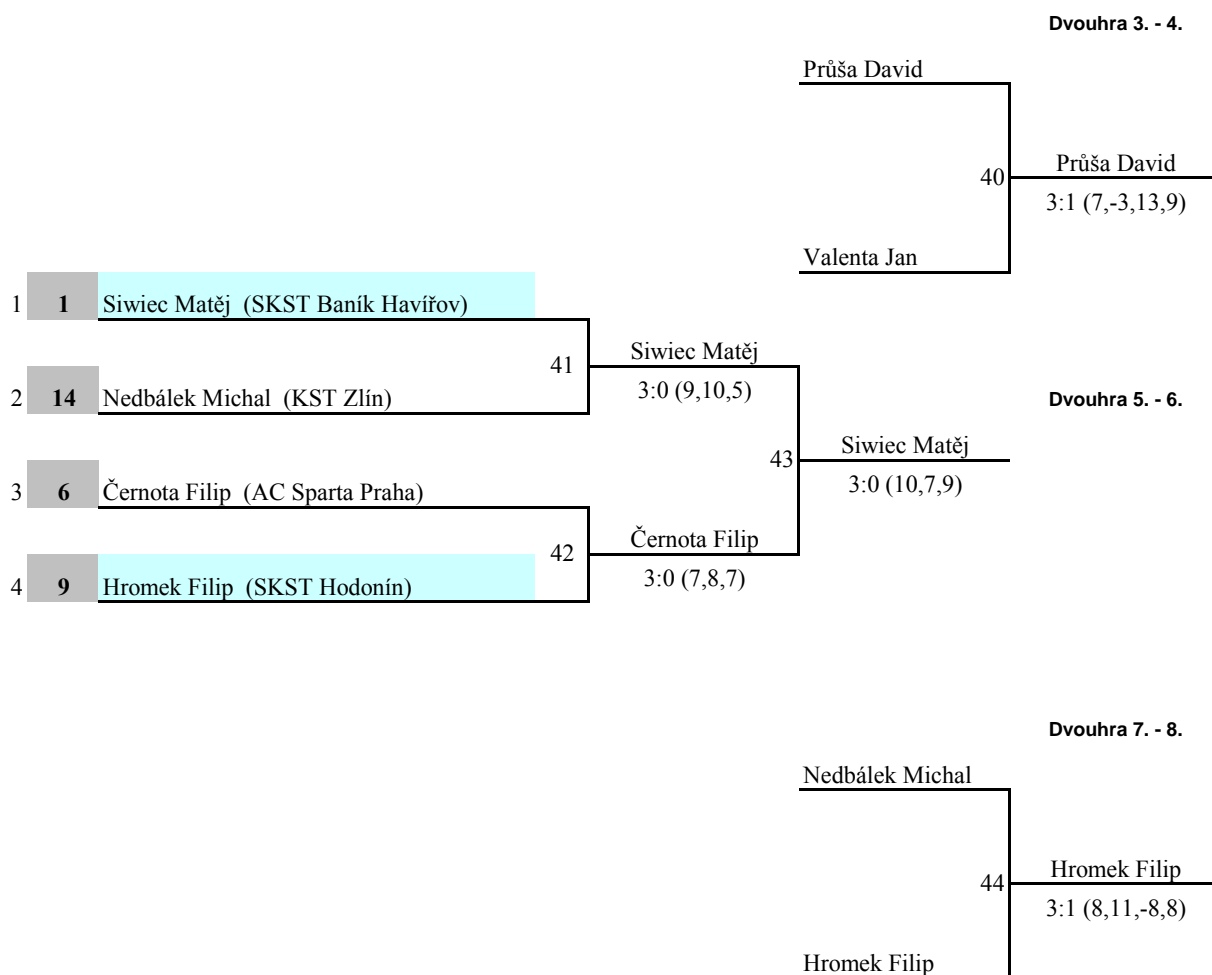 Dvouhra 3. - 4.
Průša David
40 Průša David
3:1 (7,-3,13,9)
Valenta Jan
1 1 Siwiec Matěj (SKST Baník Havířov)
41 Siwiec Matěj
3:0 (9,10,5)
2 14 Nedbálek Michal (KST Zlín)
Dvouhra 5. - 6.
43 Siwiec Matěj
3:0 (10,7,9)
3 6 Černota Filip (AC Sparta Praha)
42 Černota Filip
3:0 (7,8,7)
4 9 Hromek Filip (SKST Hodonín)
Dvouhra 7. - 8.
Nedbálek Michal
44 Hromek Filip
3:1 (8,11,-8,8)
Hromek Filip